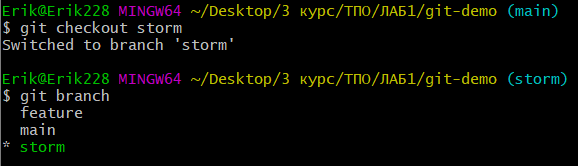 Erik@Erik228 MINGW64 ~/Desktop/3 курс/ТПО/ЛАБ1/git-demo (main)
$ git checkout storm
Switched to branch 'storm'
Erik@Erik228 MINGW64 ~/Desktop/3 курс/ТПО/ЛАБ1/git-demo (storm)
$ git branch
  feature
  main
* storm